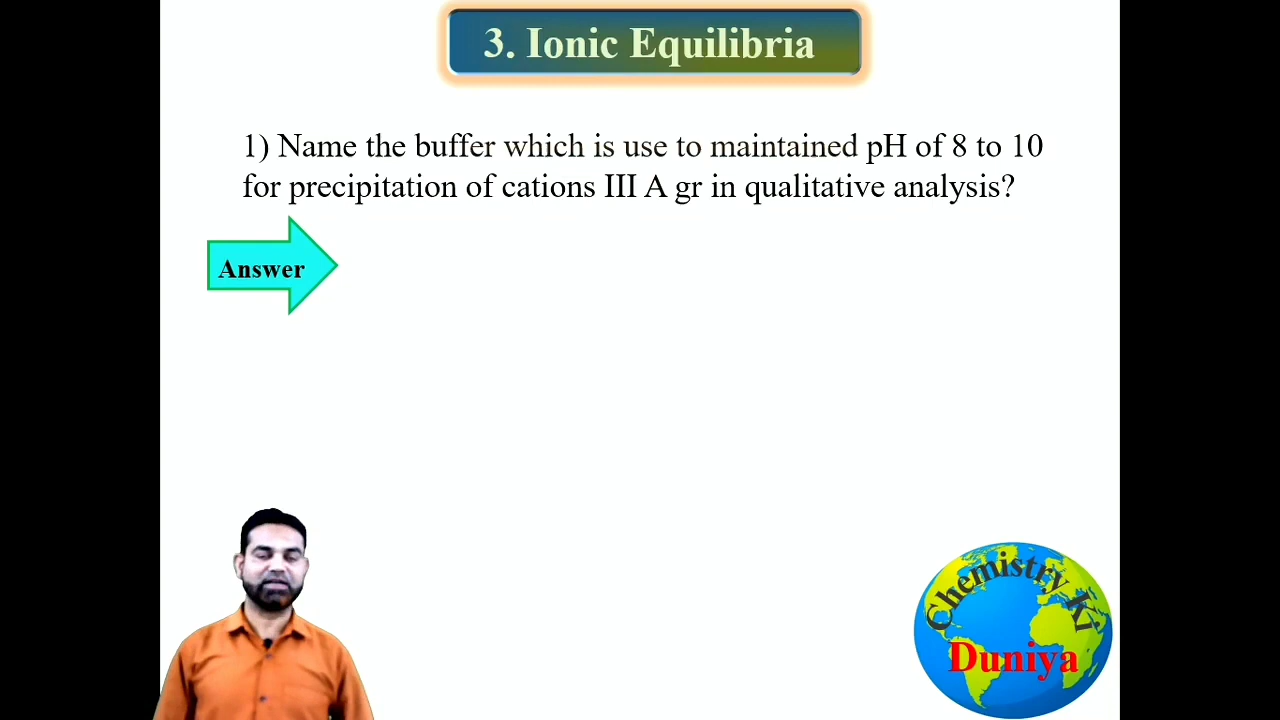 3. Ionic Equilibria
1) Name the buffer which is use to maintained pH of 8 to 10
for precipitation of cations III A gr in qualitative analysis?
Answer
Chemistry Ki
Duniya